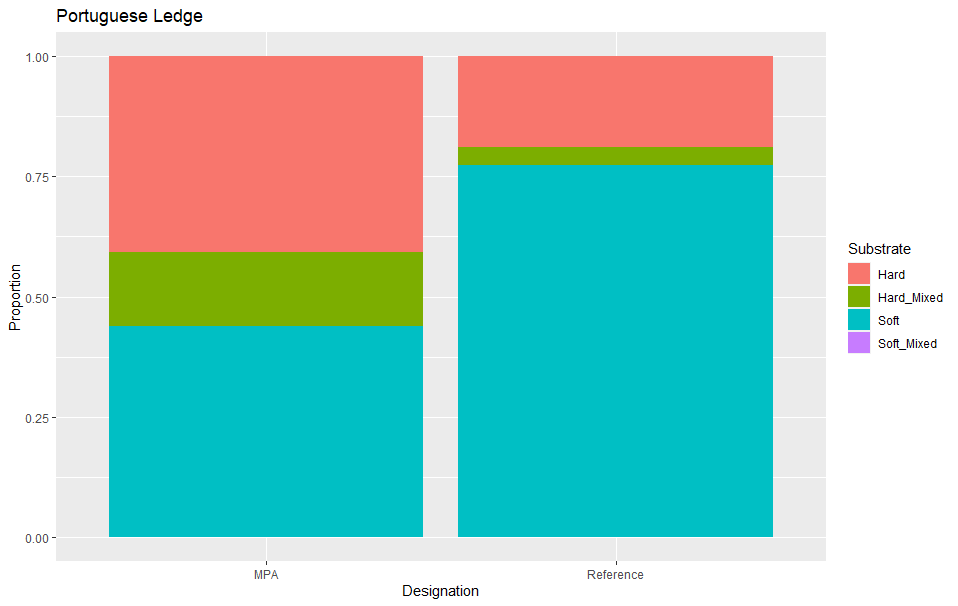 Portuguese Ledge
1.00
0.75
0.50
0.25
0.00
Proportion
MPA
Reference
Designation
Substrate
Hard
Hard_Mixed
Soft
Soft_Mixed